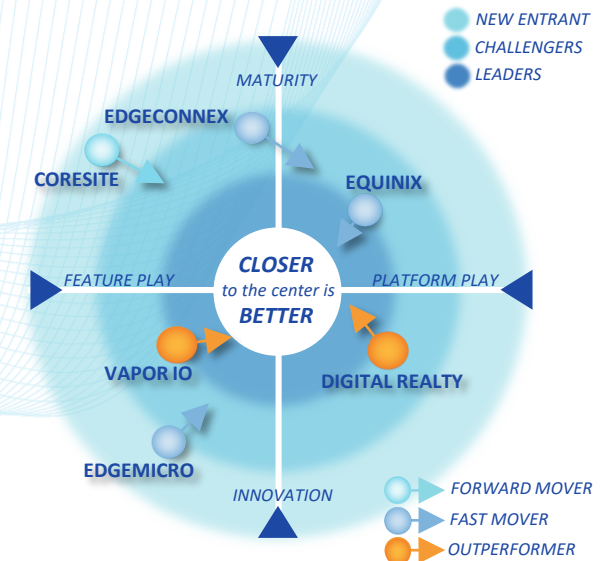 NEW ENTRANT
CHALLENGERS
LEADERS
MATURITY
EDGECONNEX
CORESITE
EQUINIX
FEATURE PLAY
CLOSER
to the center is
BETTER
PLATFORM PLAY
VAPOR IO
DIGITAL REALTY
EDGEMICRO
INNOVATION
FORWARD MOVER
FAST MOVER
OUTPERFORMER